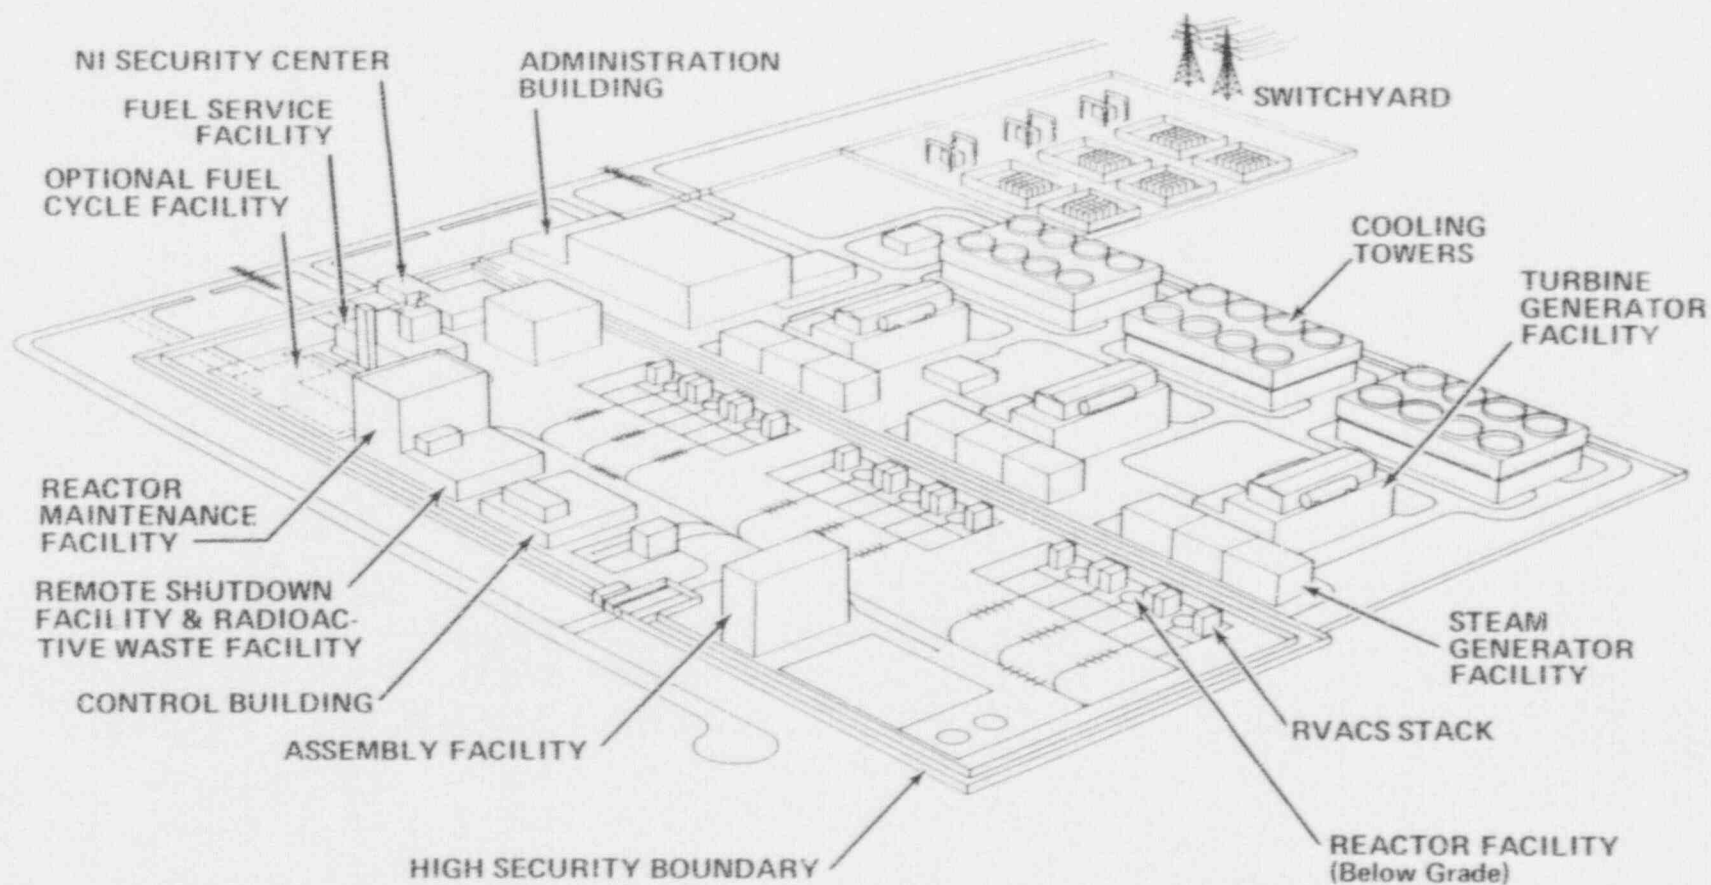 NI SECURITY CENTER
FUEL SERVICE
FACILITY
OPTIONAL FUEL
CYCLE FACILITY
ADMINISTRATION
BUILDING
SWITCHYARD
COOLING
TOWERS
TURBINE
GENERATOR
FACILITY
REACTOR
MAINTENANCE
FACILITY
REMOTE SHUTDOWN
FACILITY & RADIOAC-
TIVE WASTE FACILITY
CONTROL BUILDING
ASSEMBLY FACILITY
HIGH SECURITY BOUNDARY
STEAM
GENERATOR
FACILITY
RVACS STACK
REACTOR FACILITY
(Below Grade)